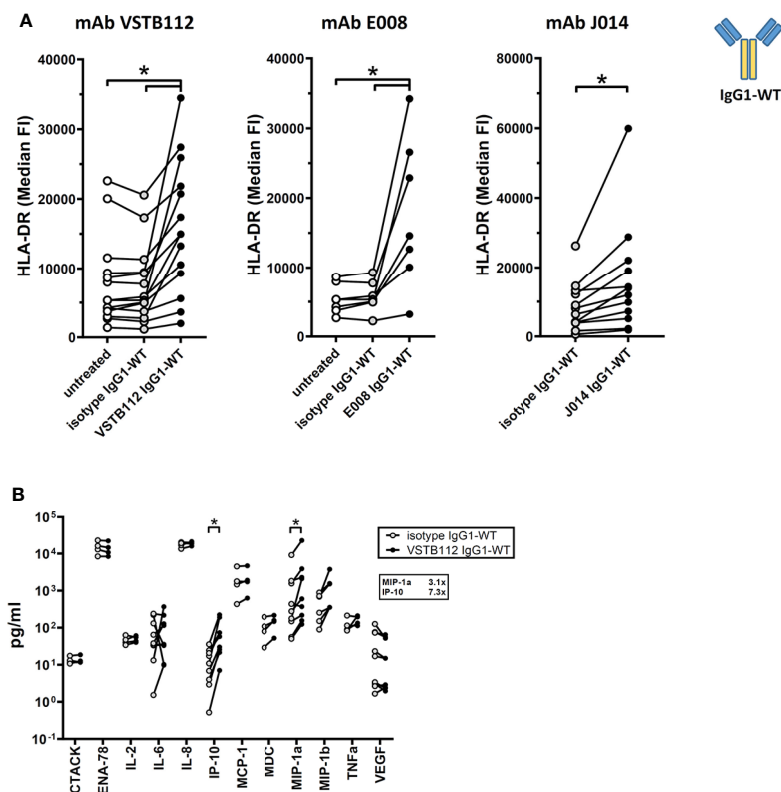 A
mAb VSTB112
mAb E008
mAb J014
IgG1-WT
*
HLA-DR (Median FI)
40000
30000
20000
10000
0
untreated
isotype IgG1-WT
VSTB112 IgG1-WT
*
HLA-DR (Median FI)
40000
30000
20000
10000
0
untreated
isotype IgG1-WT
E008 IgG1-WT
*
HLA-DR (Median FI)
80000
60000
40000
20000
0
isotype IgG1-WT
J014 IgG1-WT
B
pg/ml
10⁵
10⁴
10³
10²
10¹
10⁰
10⁻¹
*
*
isotype IgG1-WT
VSTB112 IgG1-WT
MIP-1a 3.1x
IP-10 7.3x
CTACK
ENA-78
IL-2
IL-6
IL-8
IP-10
MCP-1
MDC
MIP-1a
MIP-1b
TNFa
VEGF